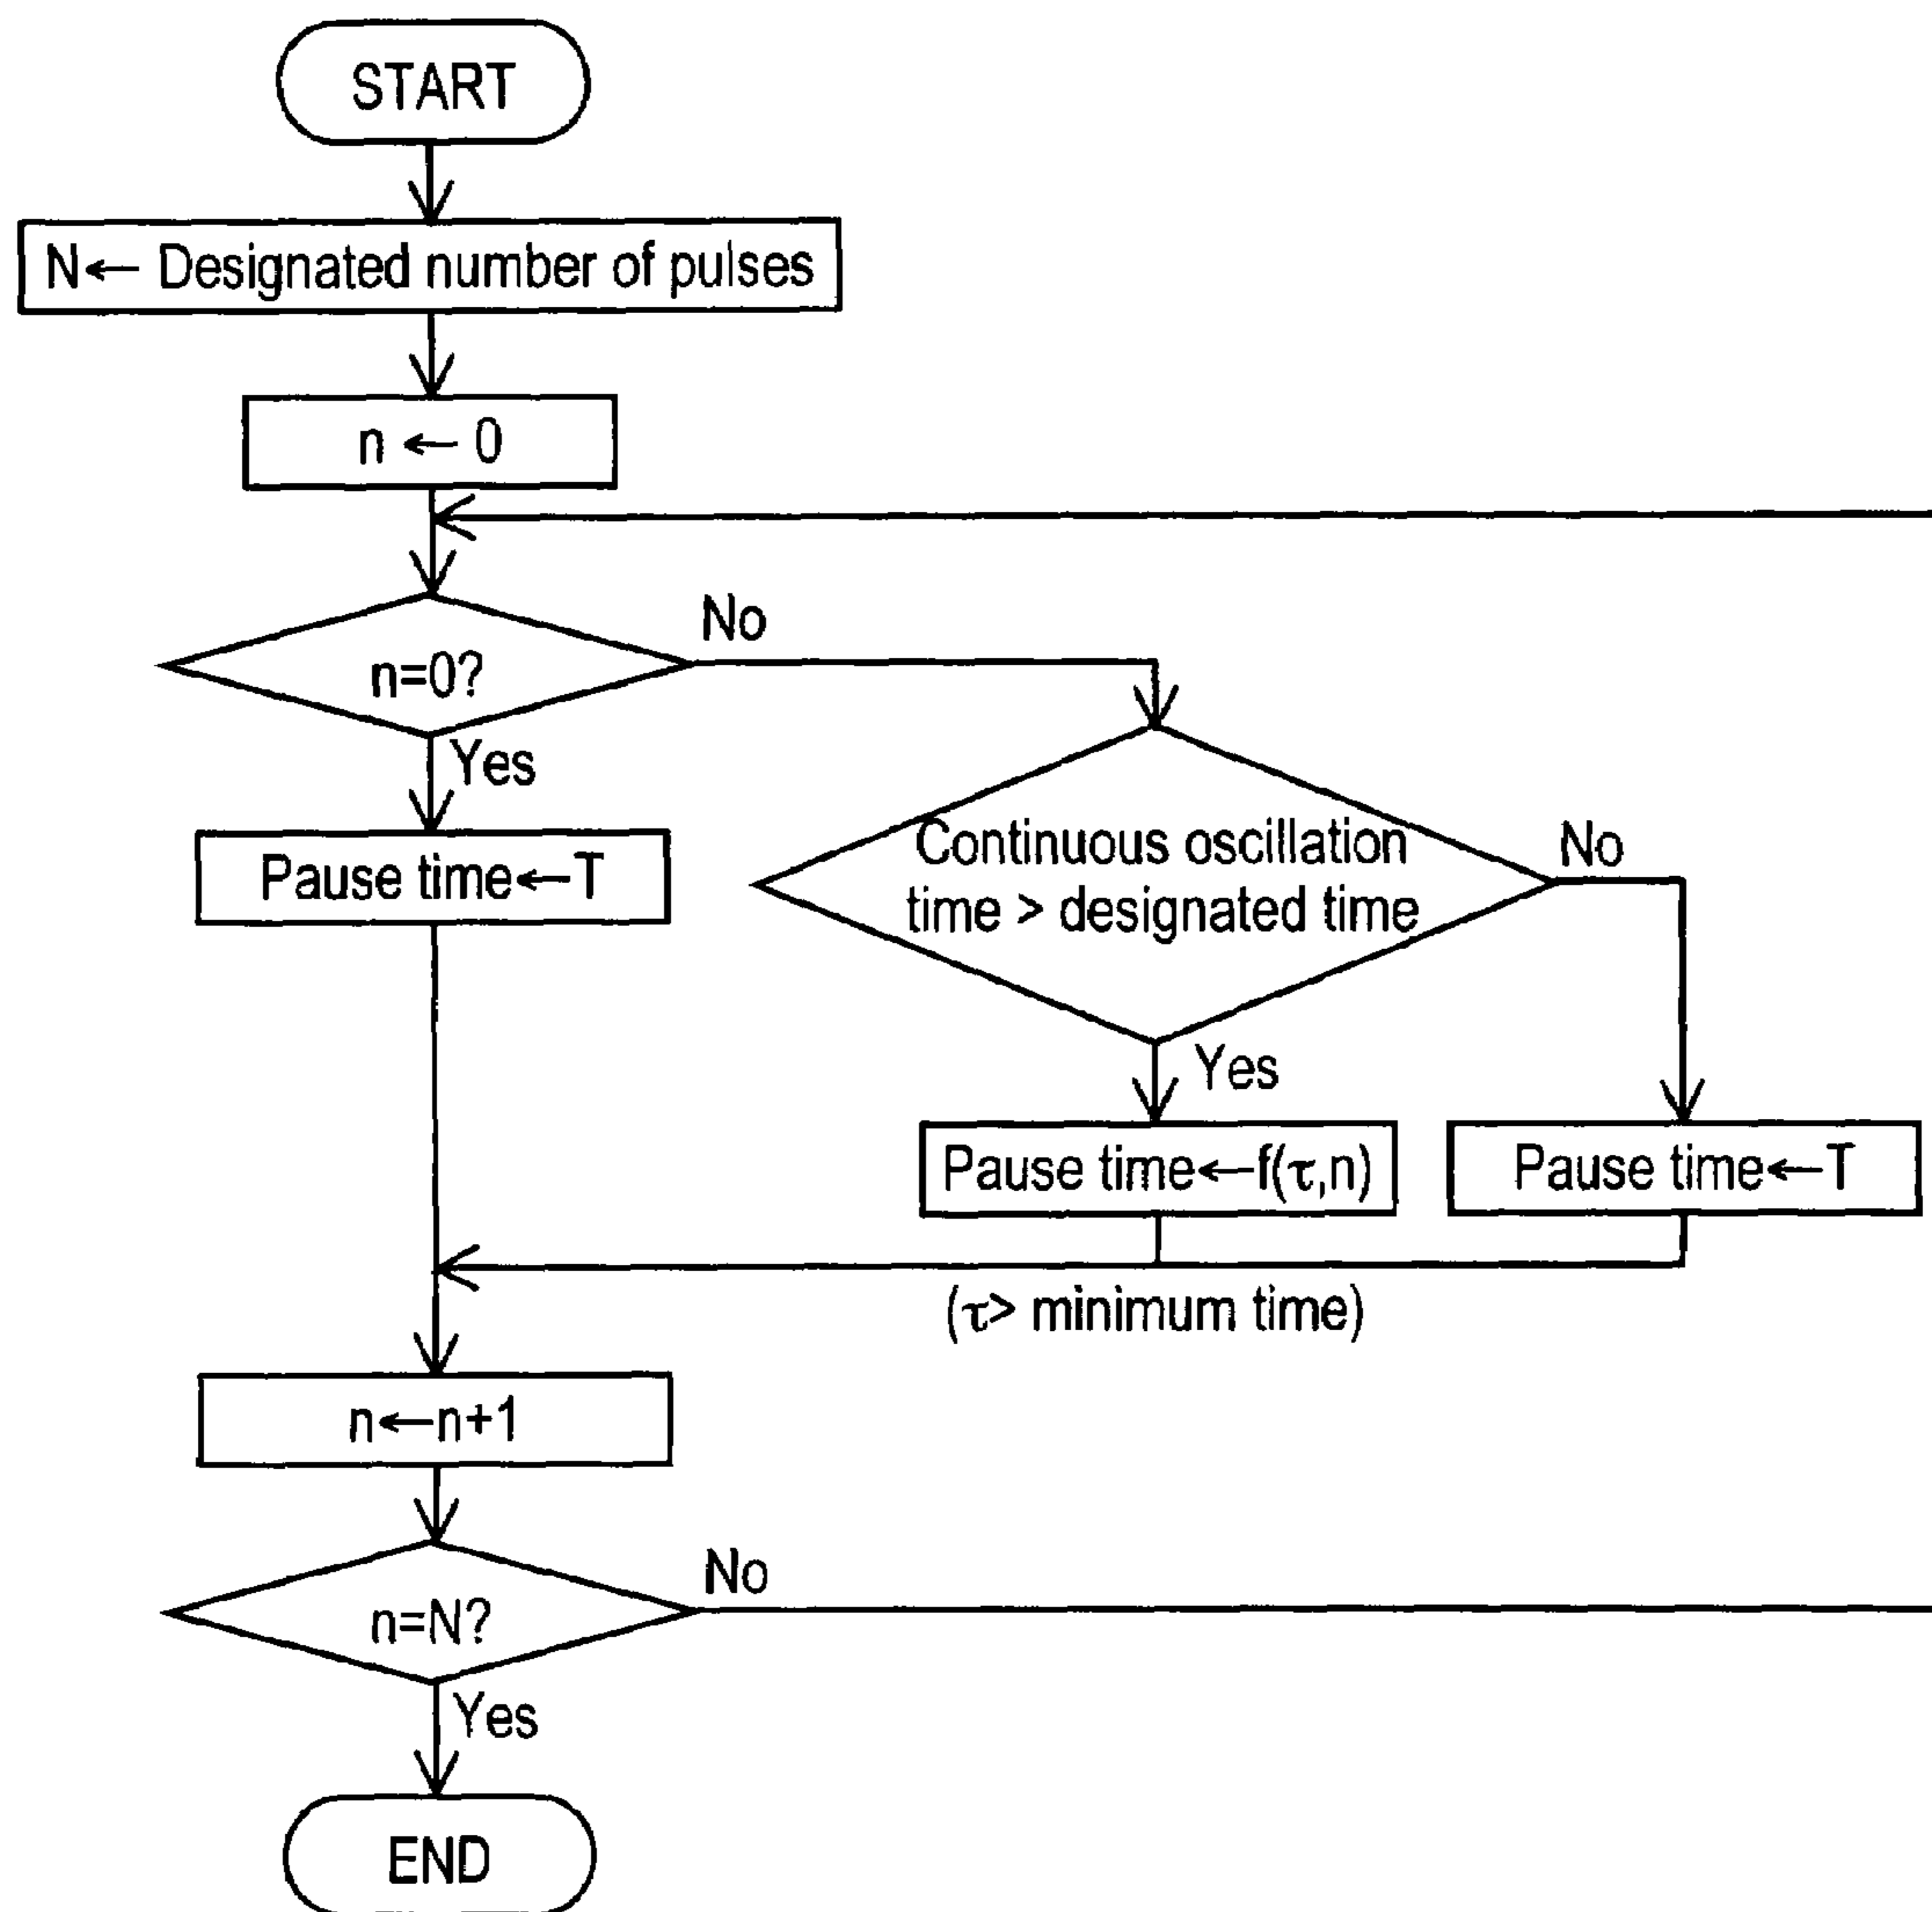 START
N← Designated number of pulses
n ← 0
n=0?
No
Yes
Pause time←T
Continuous oscillation
time > designated time
No
Yes
Pause time←f(τ,n)
Pause time←T
(τ> minimum time)
n←n+1
n=N?
No
Yes
END